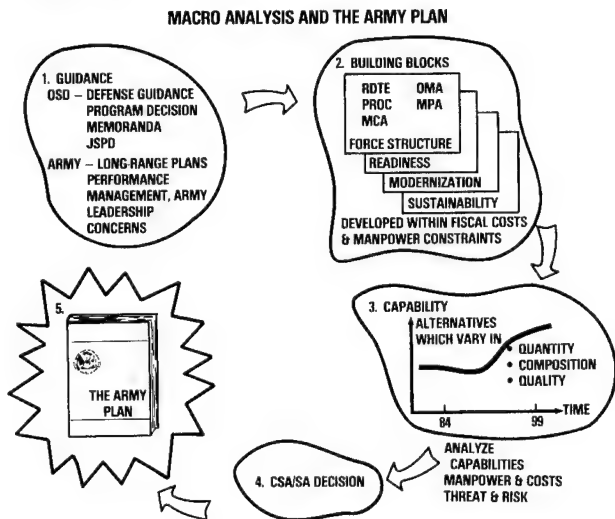 MACRO ANALYSIS AND THE ARMY PLAN
1. GUIDANCE
OSD – DEFENSE GUIDANCE
PROGRAM DECISION
MEMORANDA
JSPD
ARMY – LONG-RANGE PLANS
PERFORMANCE
MANAGEMENT, ARMY
LEADERSHIP
CONCERNS
2. BUILDING BLOCKS
RDTE OMA
PROC MPA
MCA
FORCE STRUCTURE
READINESS
MODERNIZATION
SUSTAINABILITY
DEVELOPED WITHIN FISCAL COSTS
& MANPOWER CONSTRAINTS
3. CAPABILITY
ALTERNATIVES
WHICH VARY IN
• QUANTITY
• COMPOSITION
• QUALITY
TIME
84 99
ANALYZE
CAPABILITIES
MANPOWER & COSTS
THREAT & RISK
4. CSA/SA DECISION
5.
THE ARMY
PLAN